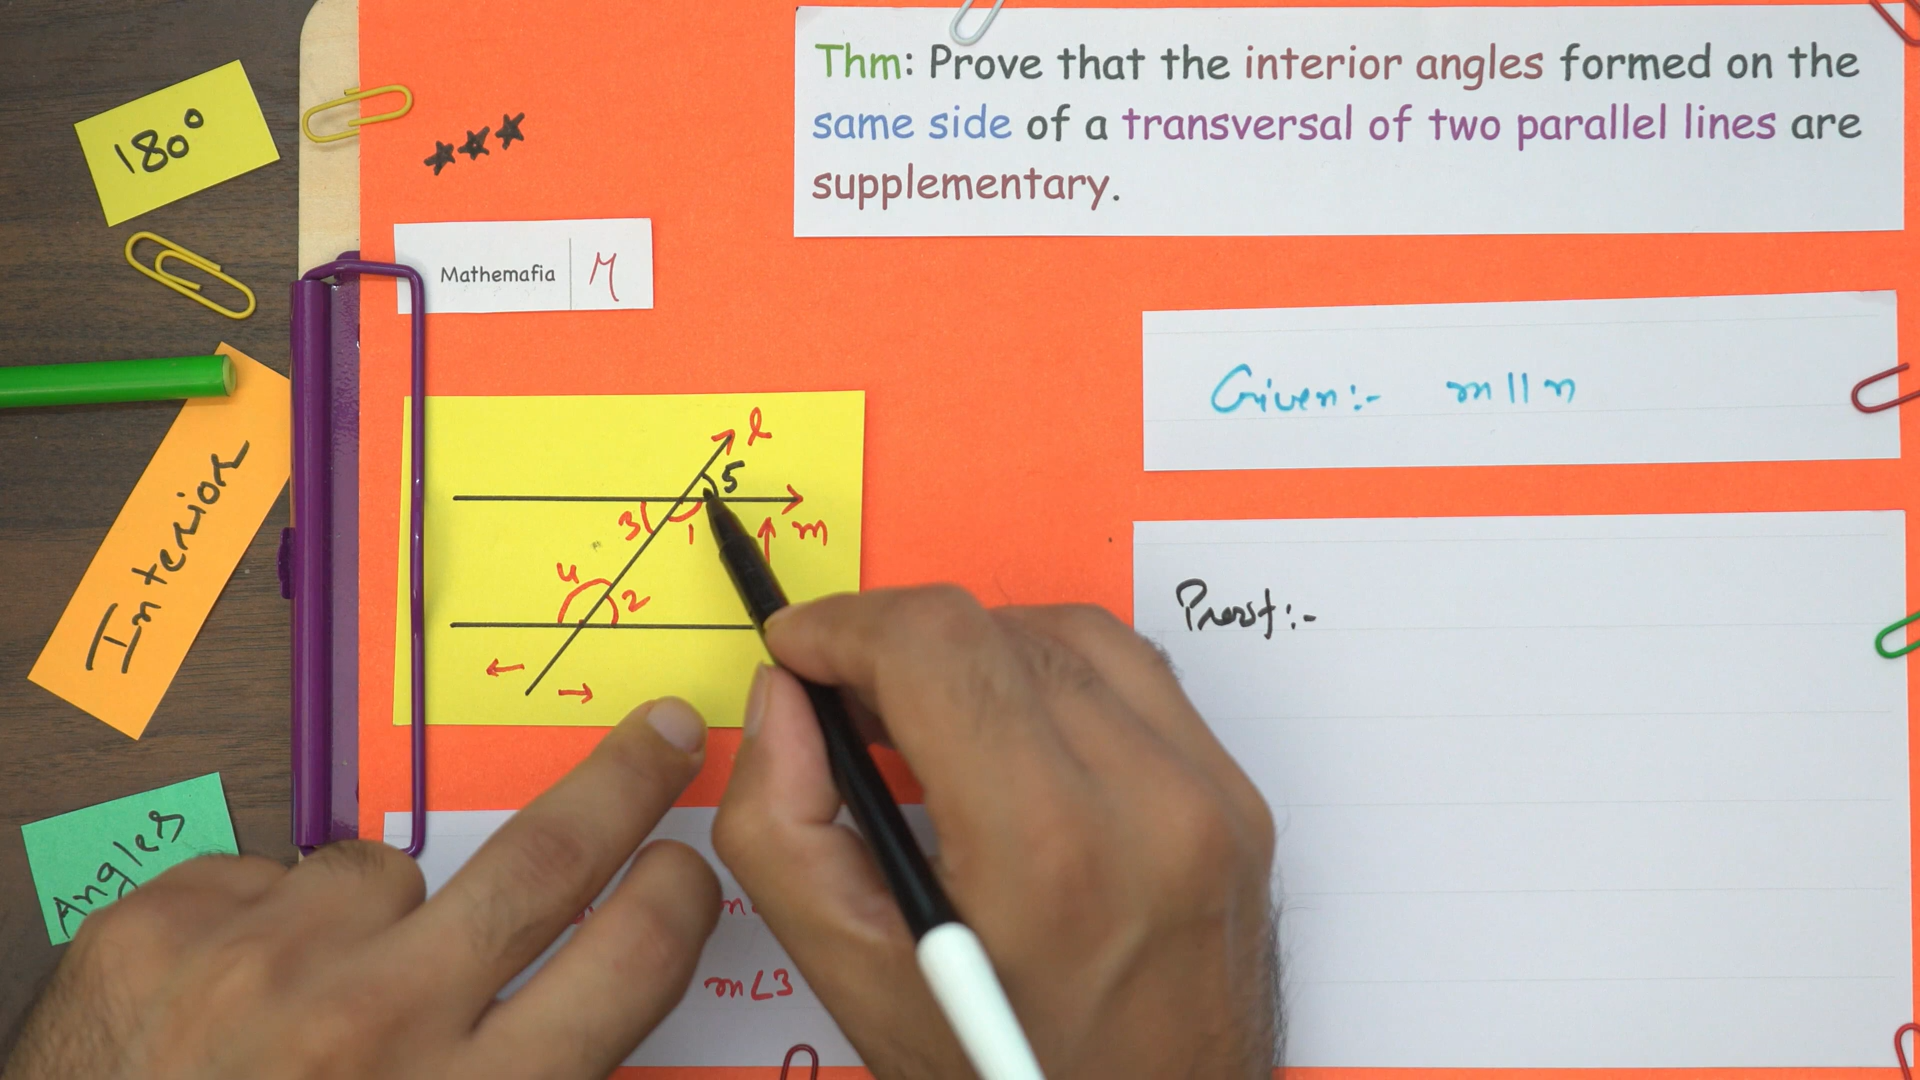 Thm: Prove that the interior angles formed on the
same side of a transversal of two parallel lines are
supplementary.
180°
Mathemafia M
Given:- m || n
l
5
3
1
m
4
2
Interior
Proof:-
Angles
m∠3